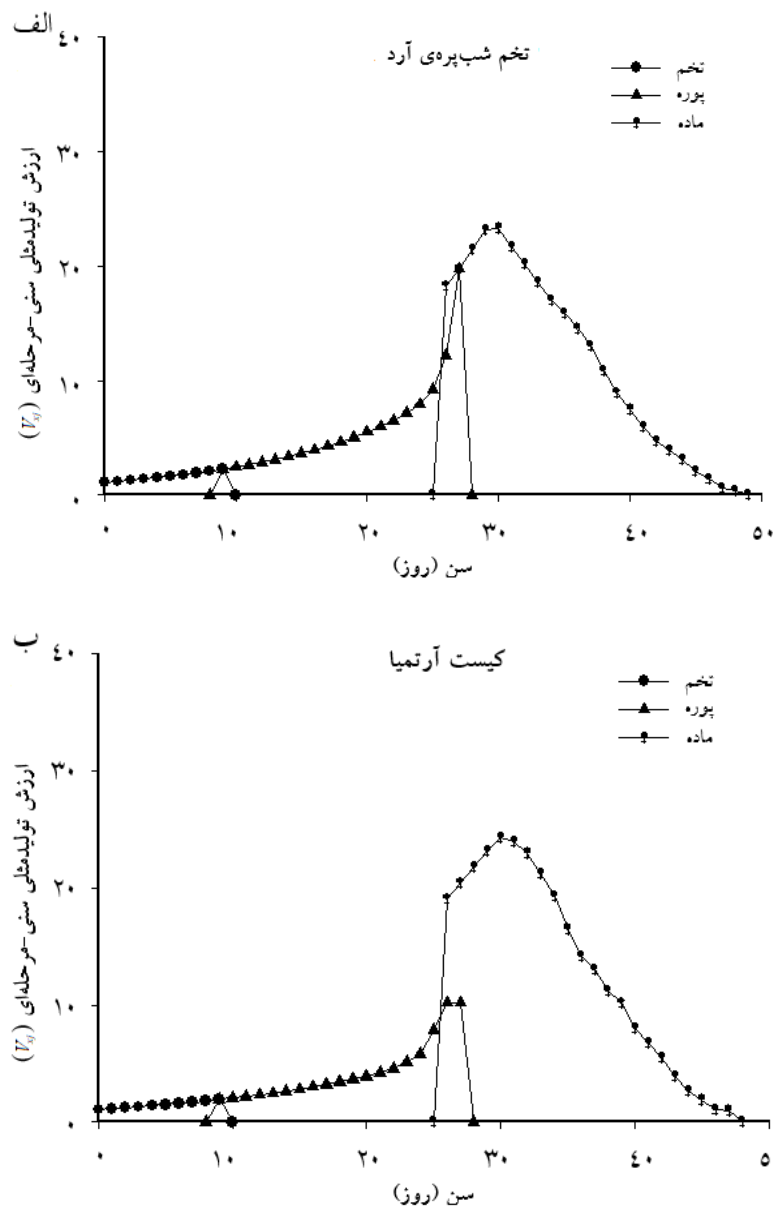 الف
تخم شب‌پره‌ی آرد
تخم
پوره
ماده
ارزش تولیدمثلی سنی-مرحله‌ای (Vxj)
۴۰
۳۰
۲۰
۱۰
۰
۰ ۱۰ ۲۰ ۳۰ ۴۰ ۵۰
سن (روز)
ب
کیست آرتمیا
تخم
پوره
ماده
ارزش تولیدمثلی سنی-مرحله‌ای (Vxj)
۴۰
۳۰
۲۰
۱۰
۰
۰ ۱۰ ۲۰ ۳۰ ۴۰ ۵
سن (روز)